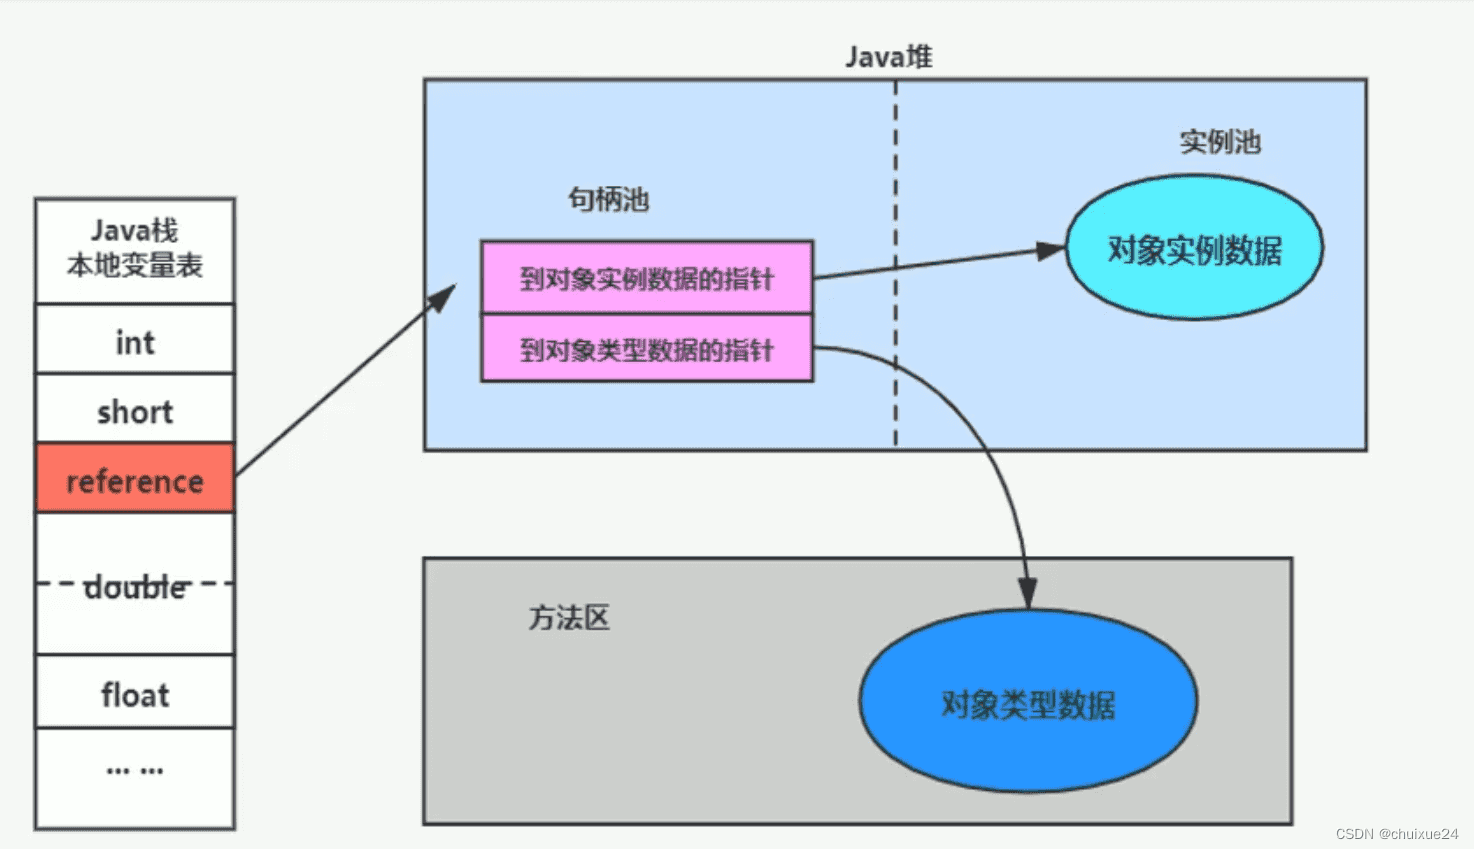 Java堆
实例池
句柄池
对象实例数据
到对象实例数据的指针
到对象类型数据的指针
Java栈
本地变量表
int
short
reference
double
float
... ...
方法区
对象类型数据
CSDN @chuixue24